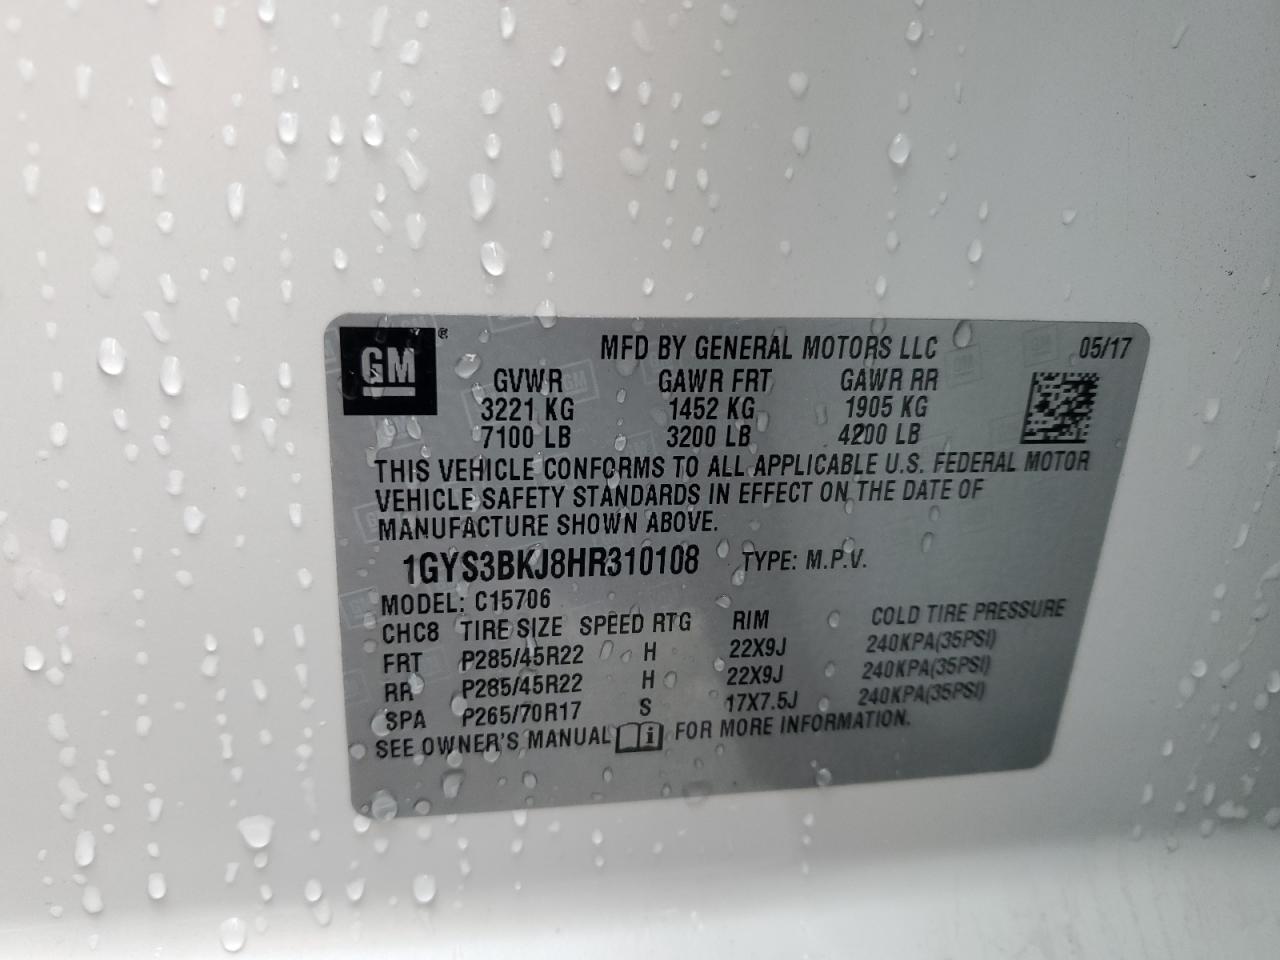 GM ®
MFD BY GENERAL MOTORS LLC 05/17
GVWR GAWR FRT GAWR RR
3221 KG 1452 KG 1905 KG
7100 LB 3200 LB 4200 LB
THIS VEHICLE CONFORMS TO ALL APPLICABLE U.S. FEDERAL MOTOR
VEHICLE SAFETY STANDARDS IN EFFECT ON THE DATE OF
MANUFACTURE SHOWN ABOVE.
1GYS3BKJ8HR310108 TYPE: M.P.V.
MODEL: C15706
CHC8 TIRE SIZE SPEED RTG RIM COLD TIRE PRESSURE
FRT P285/45R22 H 22X9J 240KPA(35PSI)
RR P285/45R22 H 22X9J 240KPA(35PSI)
SPA P265/70R17 S 17X7.5J 240KPA(35PSI)
SEE OWNER'S MANUAL i FOR MORE INFORMATION.